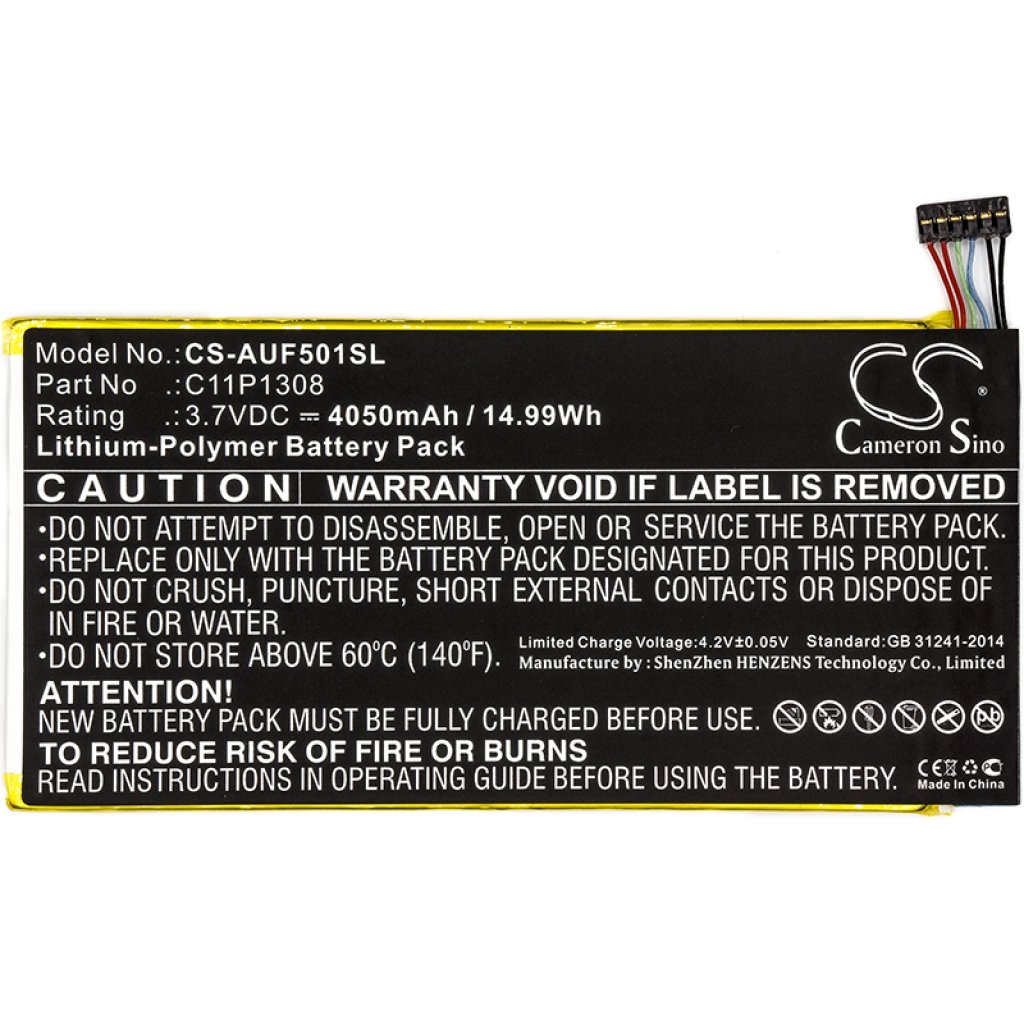 Model No.: CS-AUF501SL
Part No .: C11P1308
Rating .: 3.7VDC ⎓ 4050mAh / 14.99Wh
Lithium-Polymer Battery Pack
CS ®
Cameron Sino
CAUTION | WARRANTY VOID IF LABEL IS REMOVED
•DO NOT ATTEMPT TO DISASSEMBLE, OPEN OR SERVICE THE BATTERY PACK.
•REPLACE ONLY WITH THE BATTERY PACK DESIGNATED FOR THIS PRODUCT.
•DO NOT CRUSH, PUNCTURE, SHORT EXTERNAL CONTACTS OR DISPOSE
IN FIRE OR WATER.
•DO NOT STORE ABOVE 60°C (140°F).
Limited Charge Voltage:4.2V±0.05V Standard:GB 31241-2014
Manufacture by : ShenZhen HENZENS Technology Co., Limited
ATTENTION!
NEW BATTERY PACK MUST BE FULLY CHARGED BEFORE USE.
Pb
TO REDUCE RISK OF FIRE OR BURNS
READ INSTRUCTIONS IN OPERATING GUIDE BEFORE USING THE BATTERY.
CE
Made In China